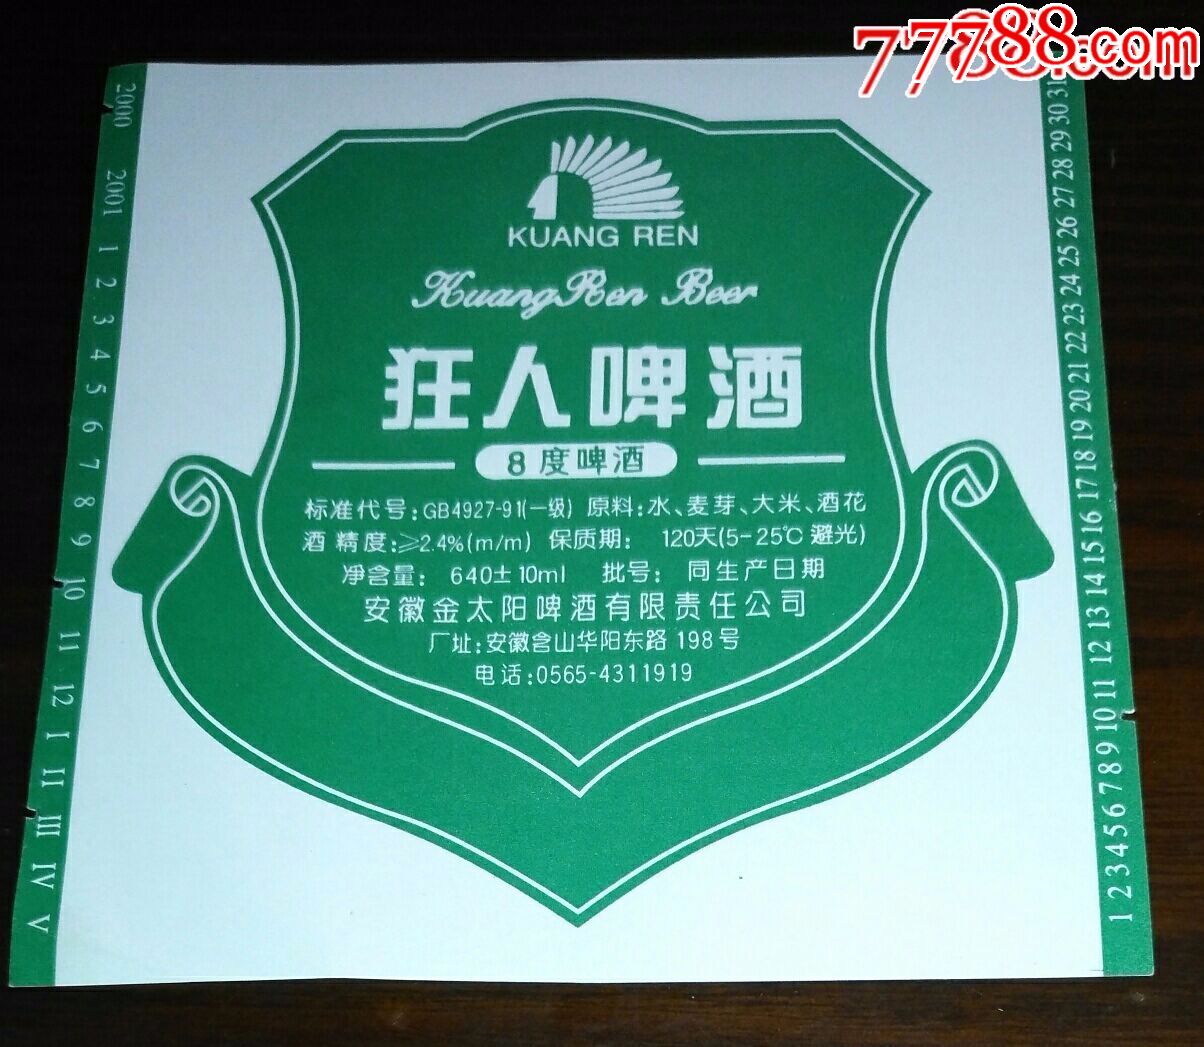 77788.com
KUANG REN
KuangRen Beer
狂人啤酒
8度啤酒
标准代号:GB4927-91(一级) 原料:水、麦芽、大米、酒花
酒精度:≥2.4%(m/m) 保质期: 120天(5-25℃ 避光)
净含量: 640±10ml 批号: 同生产日期
安徽金太阳啤酒有限责任公司
厂址:安徽含山华阳东路198号
电话:0565-4311919
2000 2001 1 2 3 4 5 6 7 8 9 10 11 12 I II III IV V
1 2 3 4 5 6 7 8 9 10 11 12 13 14 15 16 17 18 19 20 21 22 23 24 25 26 27 28 29 30 31